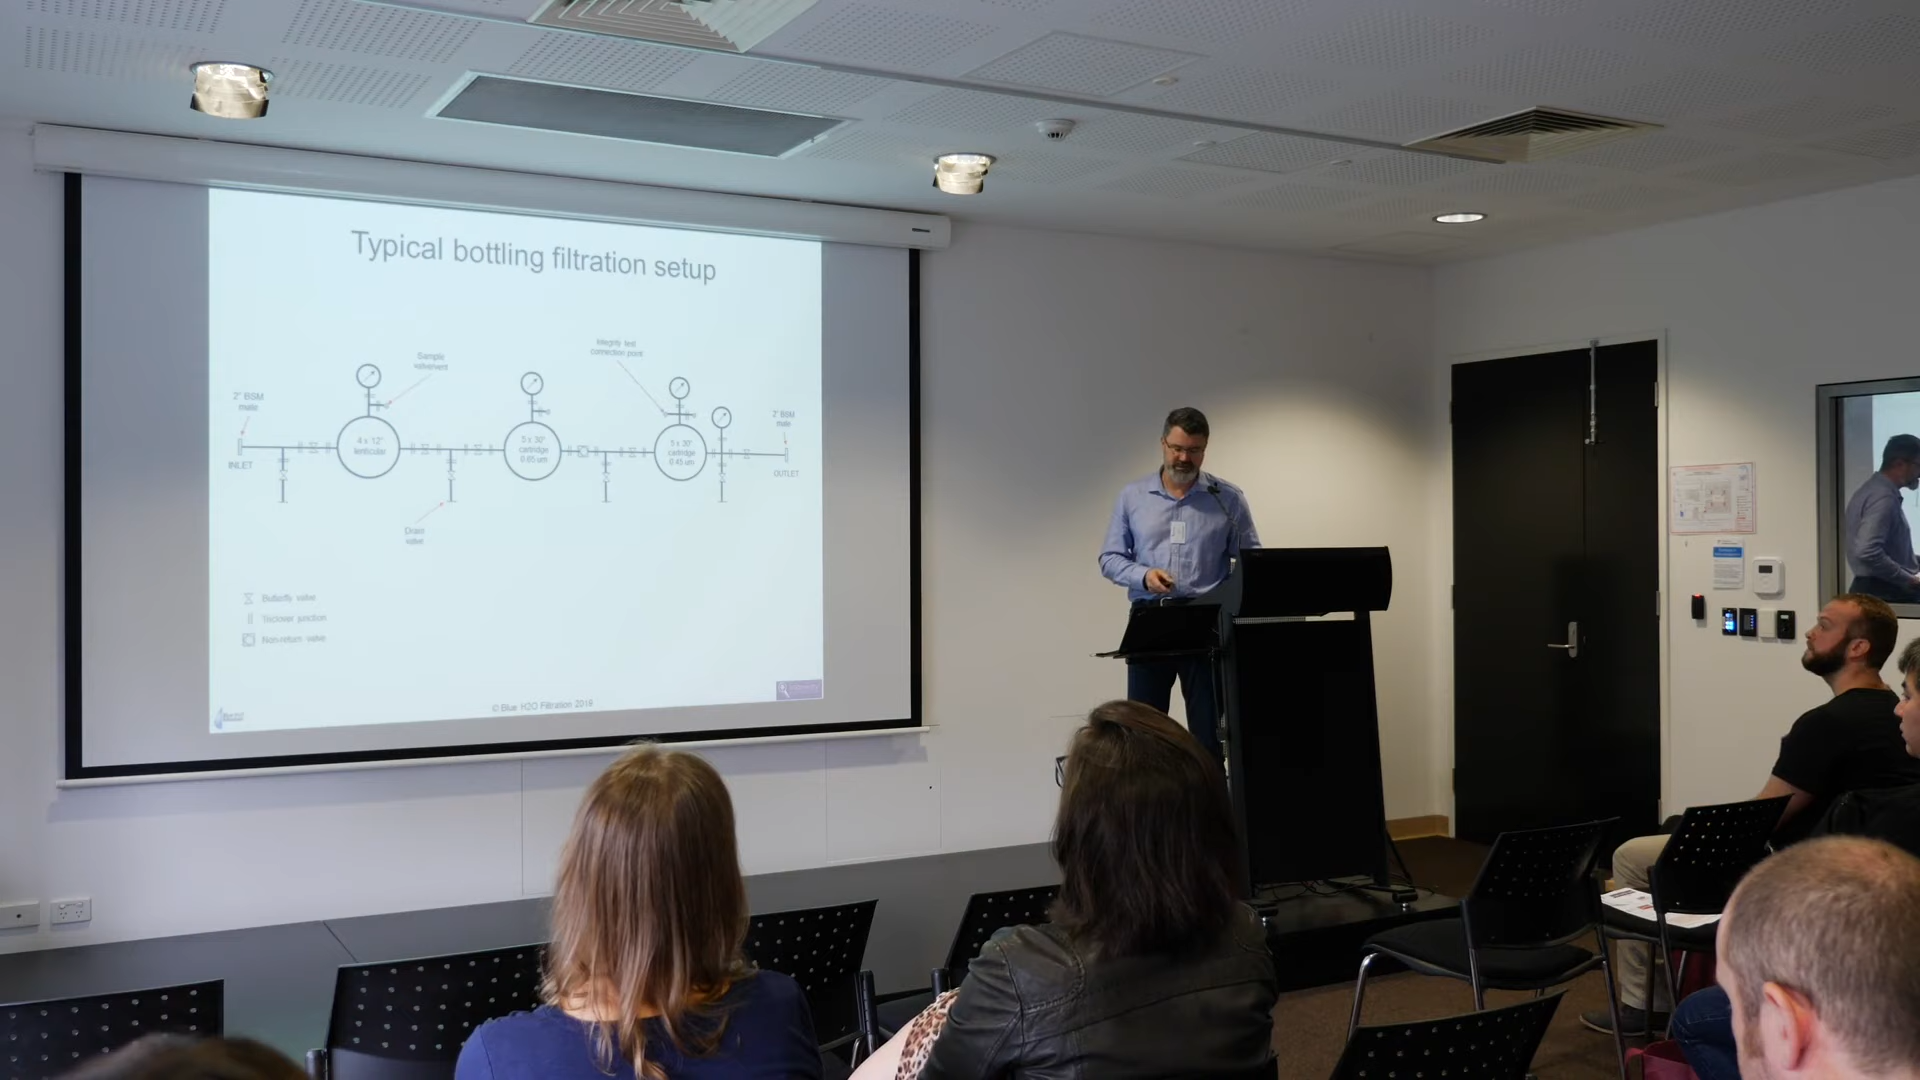 Typical bottling filtration setup
Integrity test
connection point
Sample
valve/vent
2" BSM
male
2" BSM
male
4 x 12"
lenticular
5 x 30"
cartridge
0.65 um
5 x 30"
cartridge
0.45 um
INLET
OUTLET
Drain
valve
Butterfly valve
Triclover junction
Non-return valve
© Blue H2O Filtration 2019